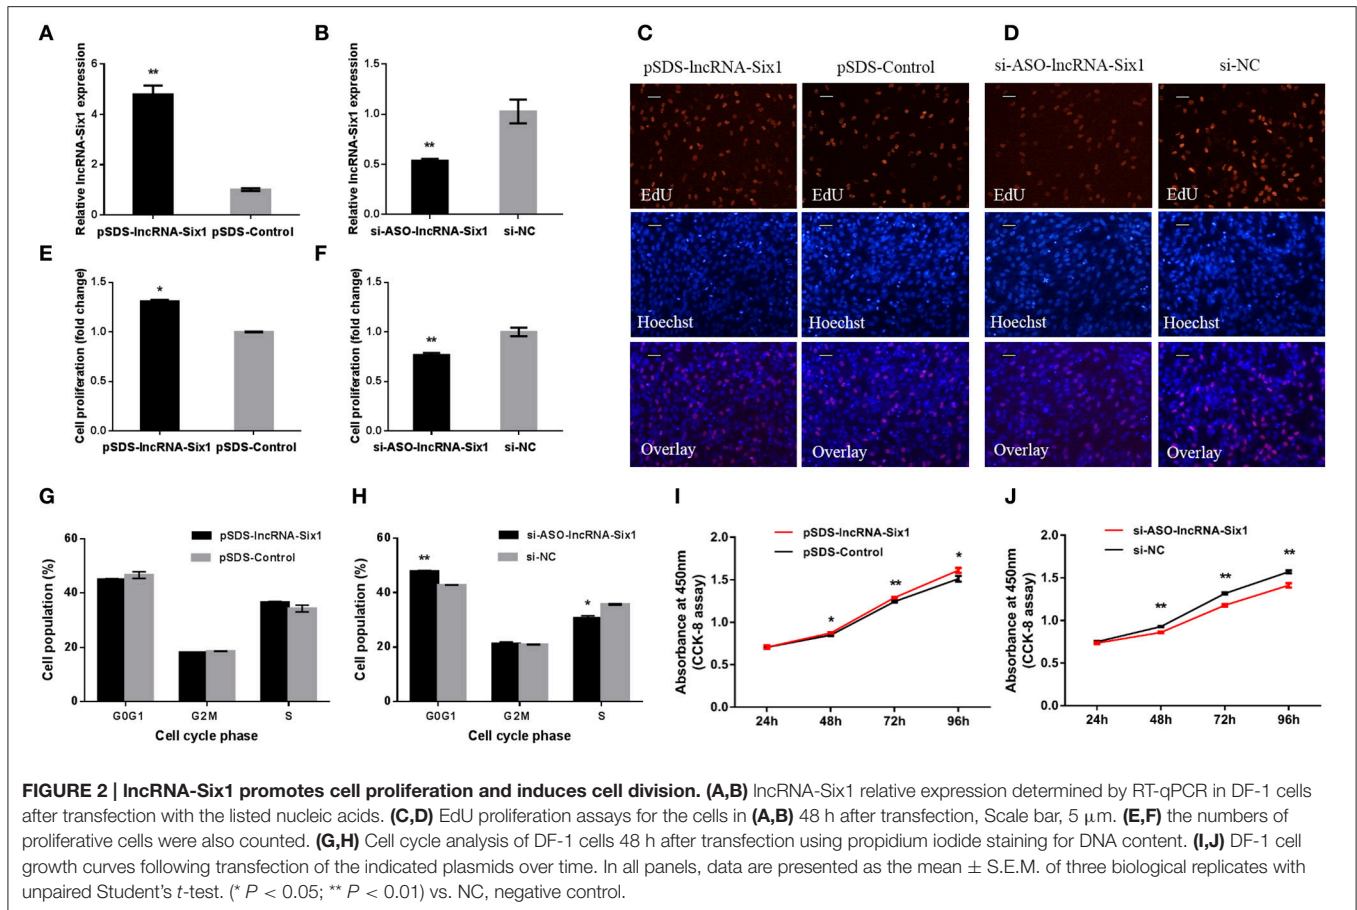 A
Relative lncRNA-Six1 expression
6
4
2
0
**
pSDS-lncRNA-Six1 pSDS-Control
B
Relative lncRNA-Six1 expression
1.5
1.0
0.5
0.0
**
si-ASO-lncRNA-Six1 si-NC
C
pSDS-lncRNA-Six1 pSDS-Control
EdU EdU
Hoechst Hoechst
Overlay Overlay
D
si-ASO-lncRNA-Six1 si-NC
EdU EdU
Hoechst Hoechst
Overlay Overlay
E
Cell proliferation (fold change)
1.5
1.0
0.5
0.0
*
pSDS-lncRNA-Six1 pSDS-Control
F
Cell proliferation (fold change)
1.5
1.0
0.5
0.0
**
si-ASO-lncRNA-Six1 si-NC
G
pSDS-lncRNA-Six1
pSDS-Control
Cell population (%)
60
40
20
0
G0G1 G2M S
Cell cycle phase
H
si-ASO-lncRNA-Six1
si-NC
Cell population (%)
60
40
20
0
**
*
G0G1 G2M S
Cell cycle phase
I
pSDS-lncRNA-Six1
pSDS-Control
Absorbance at 450nm
(CCK-8 assay)
2.0
1.5
1.0
0.5
0.0
* ** *
24h 48h 72h 96h
J
si-ASO-lncRNA-Six1
si-NC
Absorbance at 450nm
(CCK-8 assay)
2.0
1.5
1.0
0.5
0.0
** ** **
24h 48h 72h 96h
FIGURE 2 | lncRNA-Six1 promotes cell proliferation and induces cell division. (A,B) lncRNA-Six1 relative expression determined by RT-qPCR in DF-1 cells
after transfection with the listed nucleic acids. (C,D) EdU proliferation assays for the cells in (A,B) 48 h after transfection, Scale bar, 5 μm. (E,F) the numbers of
proliferative cells were also counted. (G,H) Cell cycle analysis of DF-1 cells 48 h after transfection using propidium iodide staining for DNA content. (I,J) DF-1 cell
growth curves following transfection of the indicated plasmids over time. In all panels, data are presented as the mean ± S.E.M. of three biological replicates with
unpaired Student's t-test. (* P < 0.05; ** P < 0.01) vs. NC, negative control.